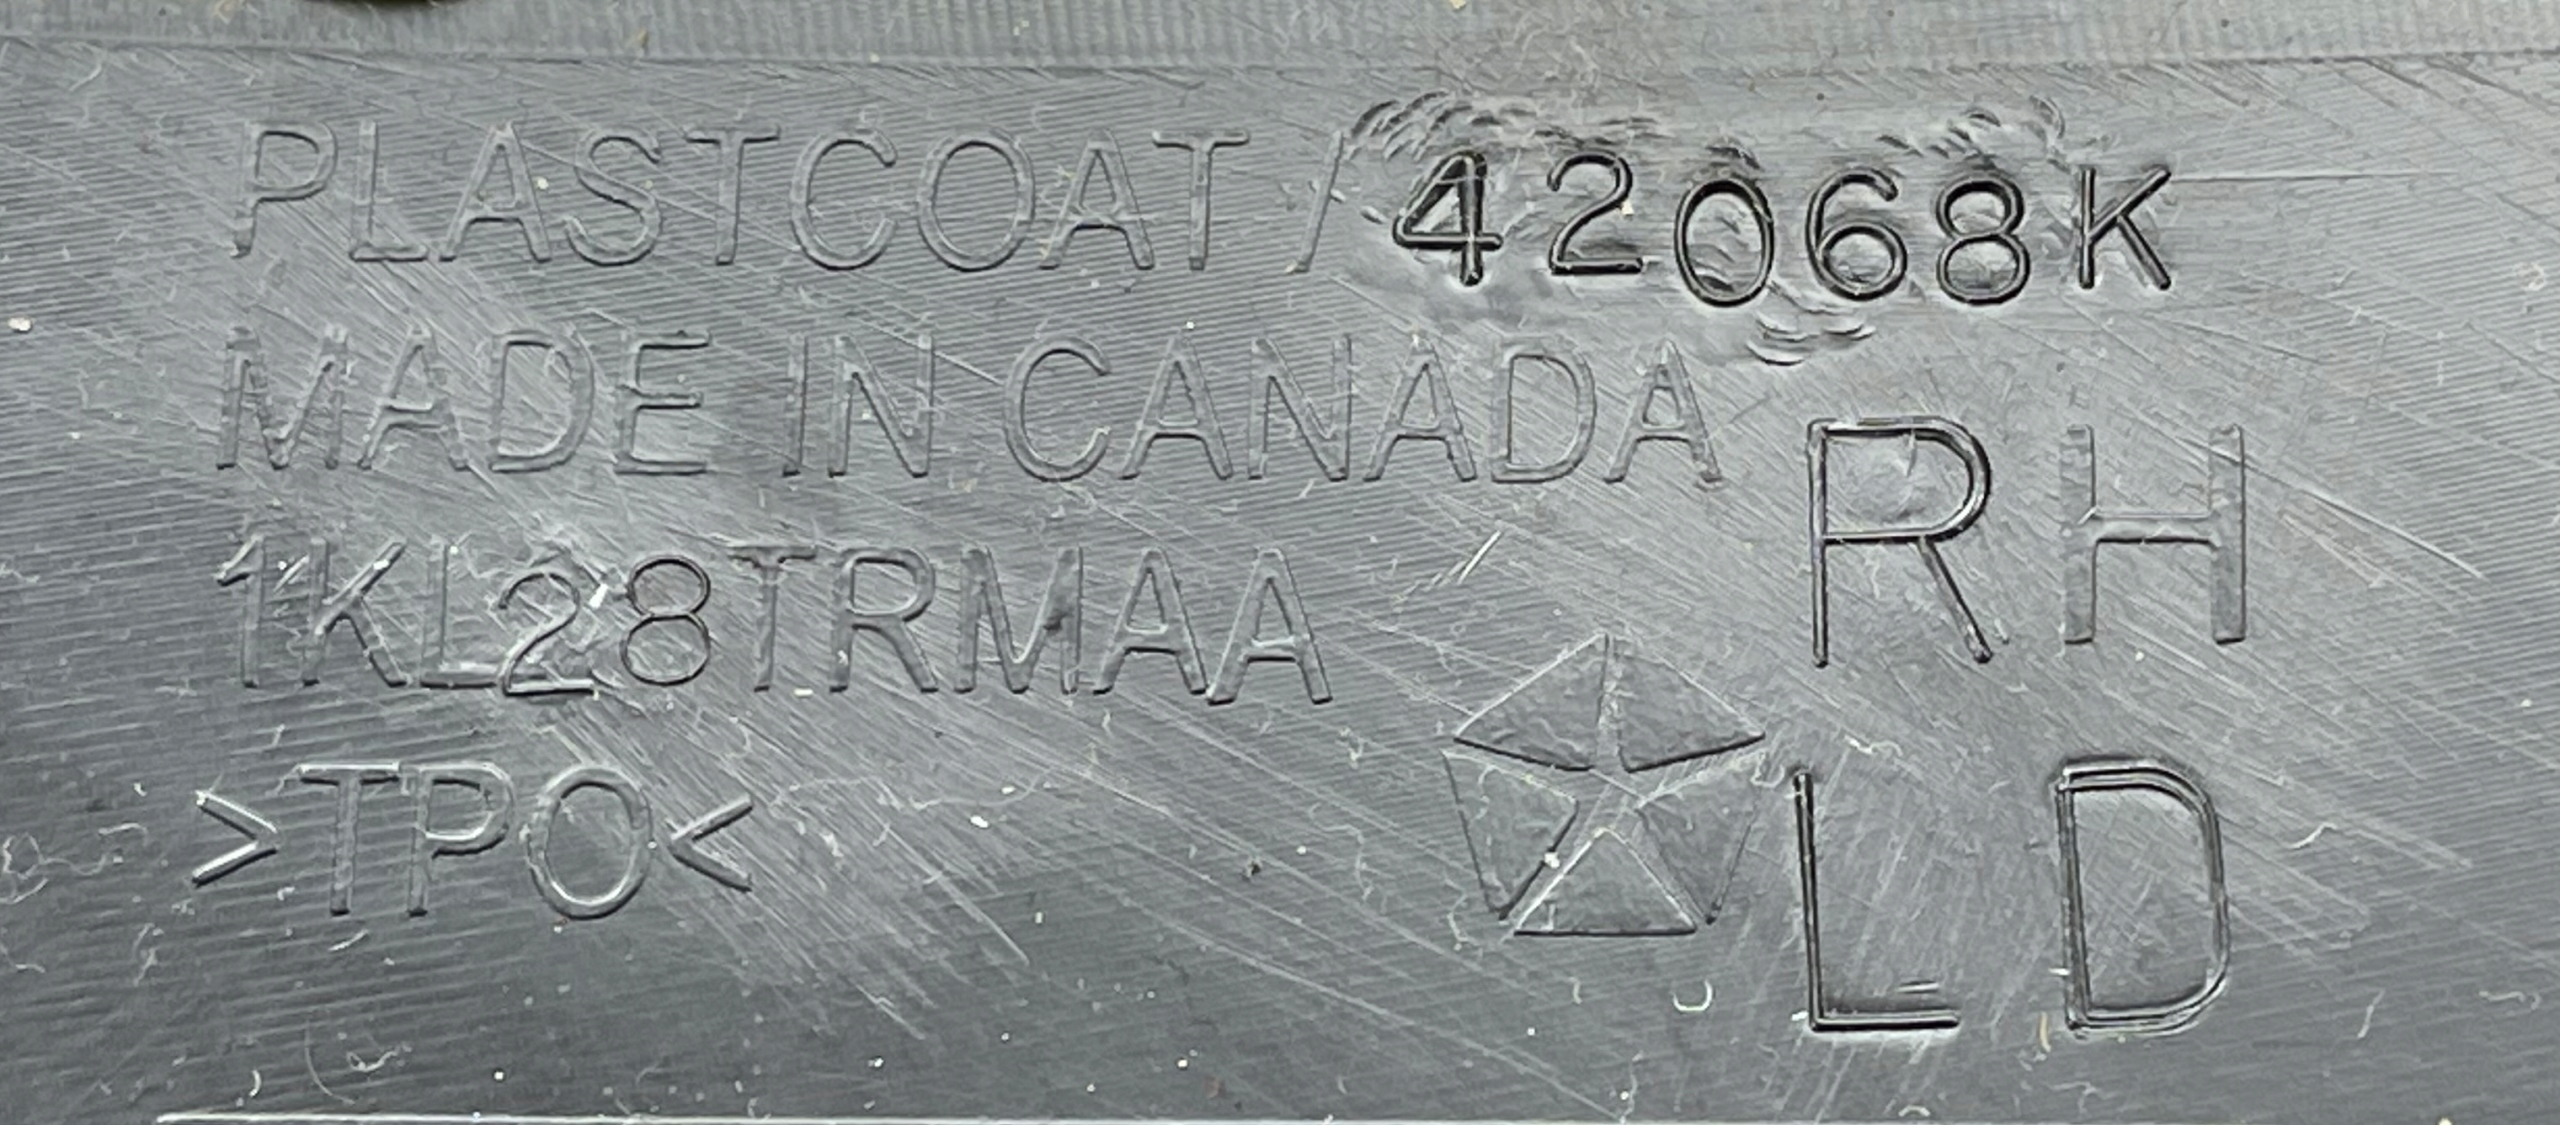 PLASTCOAT / 42068K
MADE IN CANADA
RH
1KL28TRMAA
>TPO<
LD